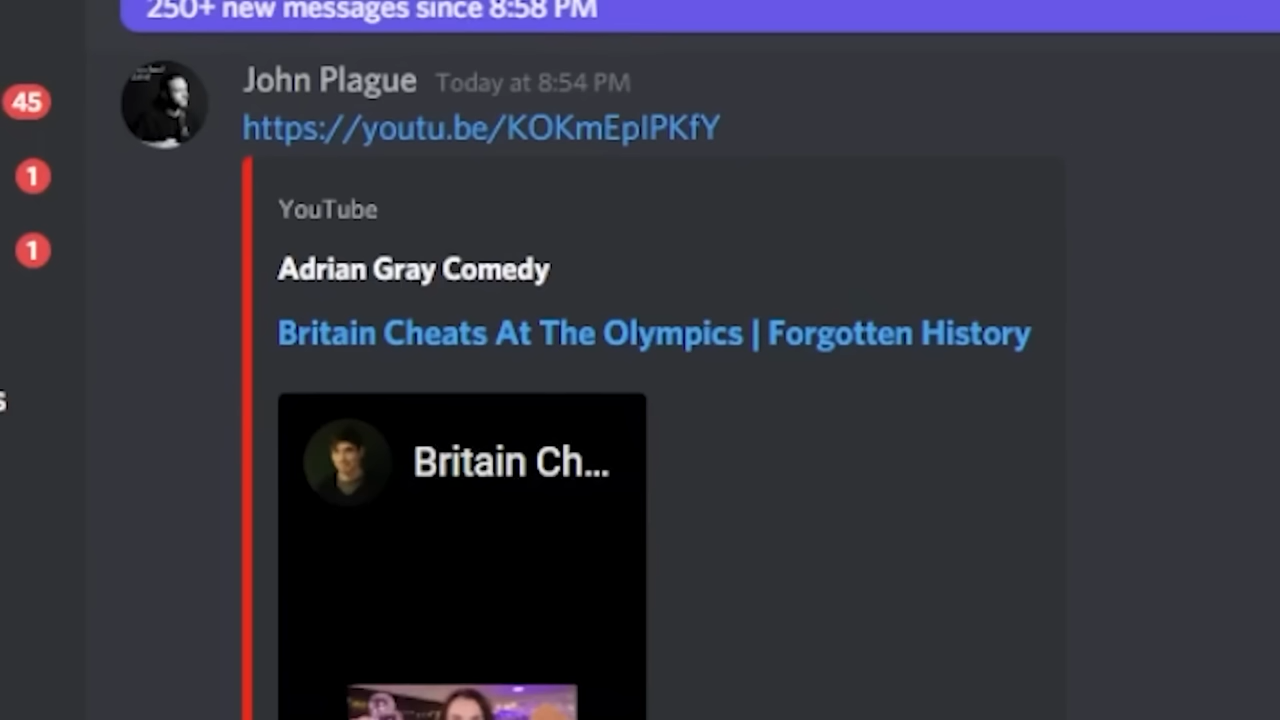 250+ new messages since 8:58 PM
John Plague Today at 8:54 PM
45
https://youtu.be/KOKmEpIPKfY
1
YouTube
1
Adrian Gray Comedy
Britain Cheats At The Olympics | Forgotten History
s
Britain Ch...